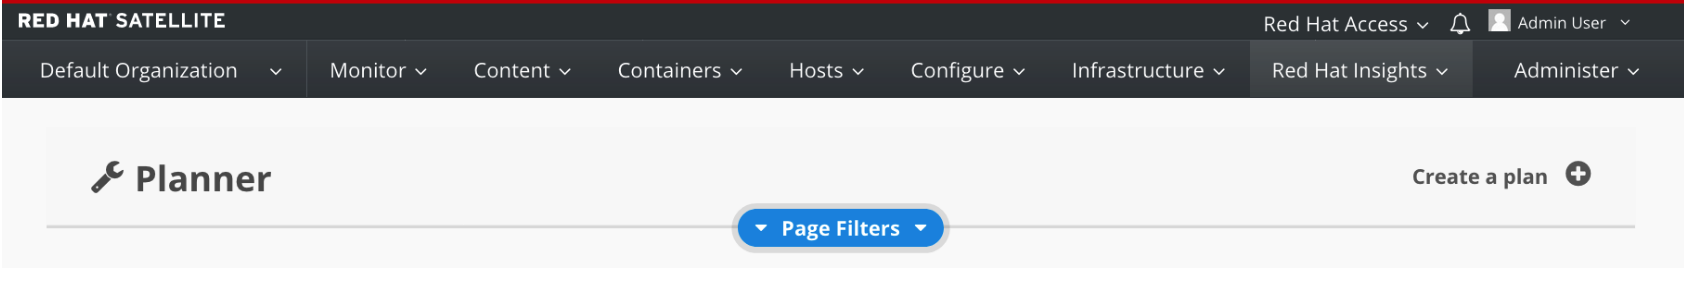 RED HAT SATELLITE
Red Hat Access
Admin User
Default Organization
Monitor
Content
Containers
Hosts
Configure
Infrastructure
Red Hat Insights
Administer
Planner
Create a plan
Page Filters